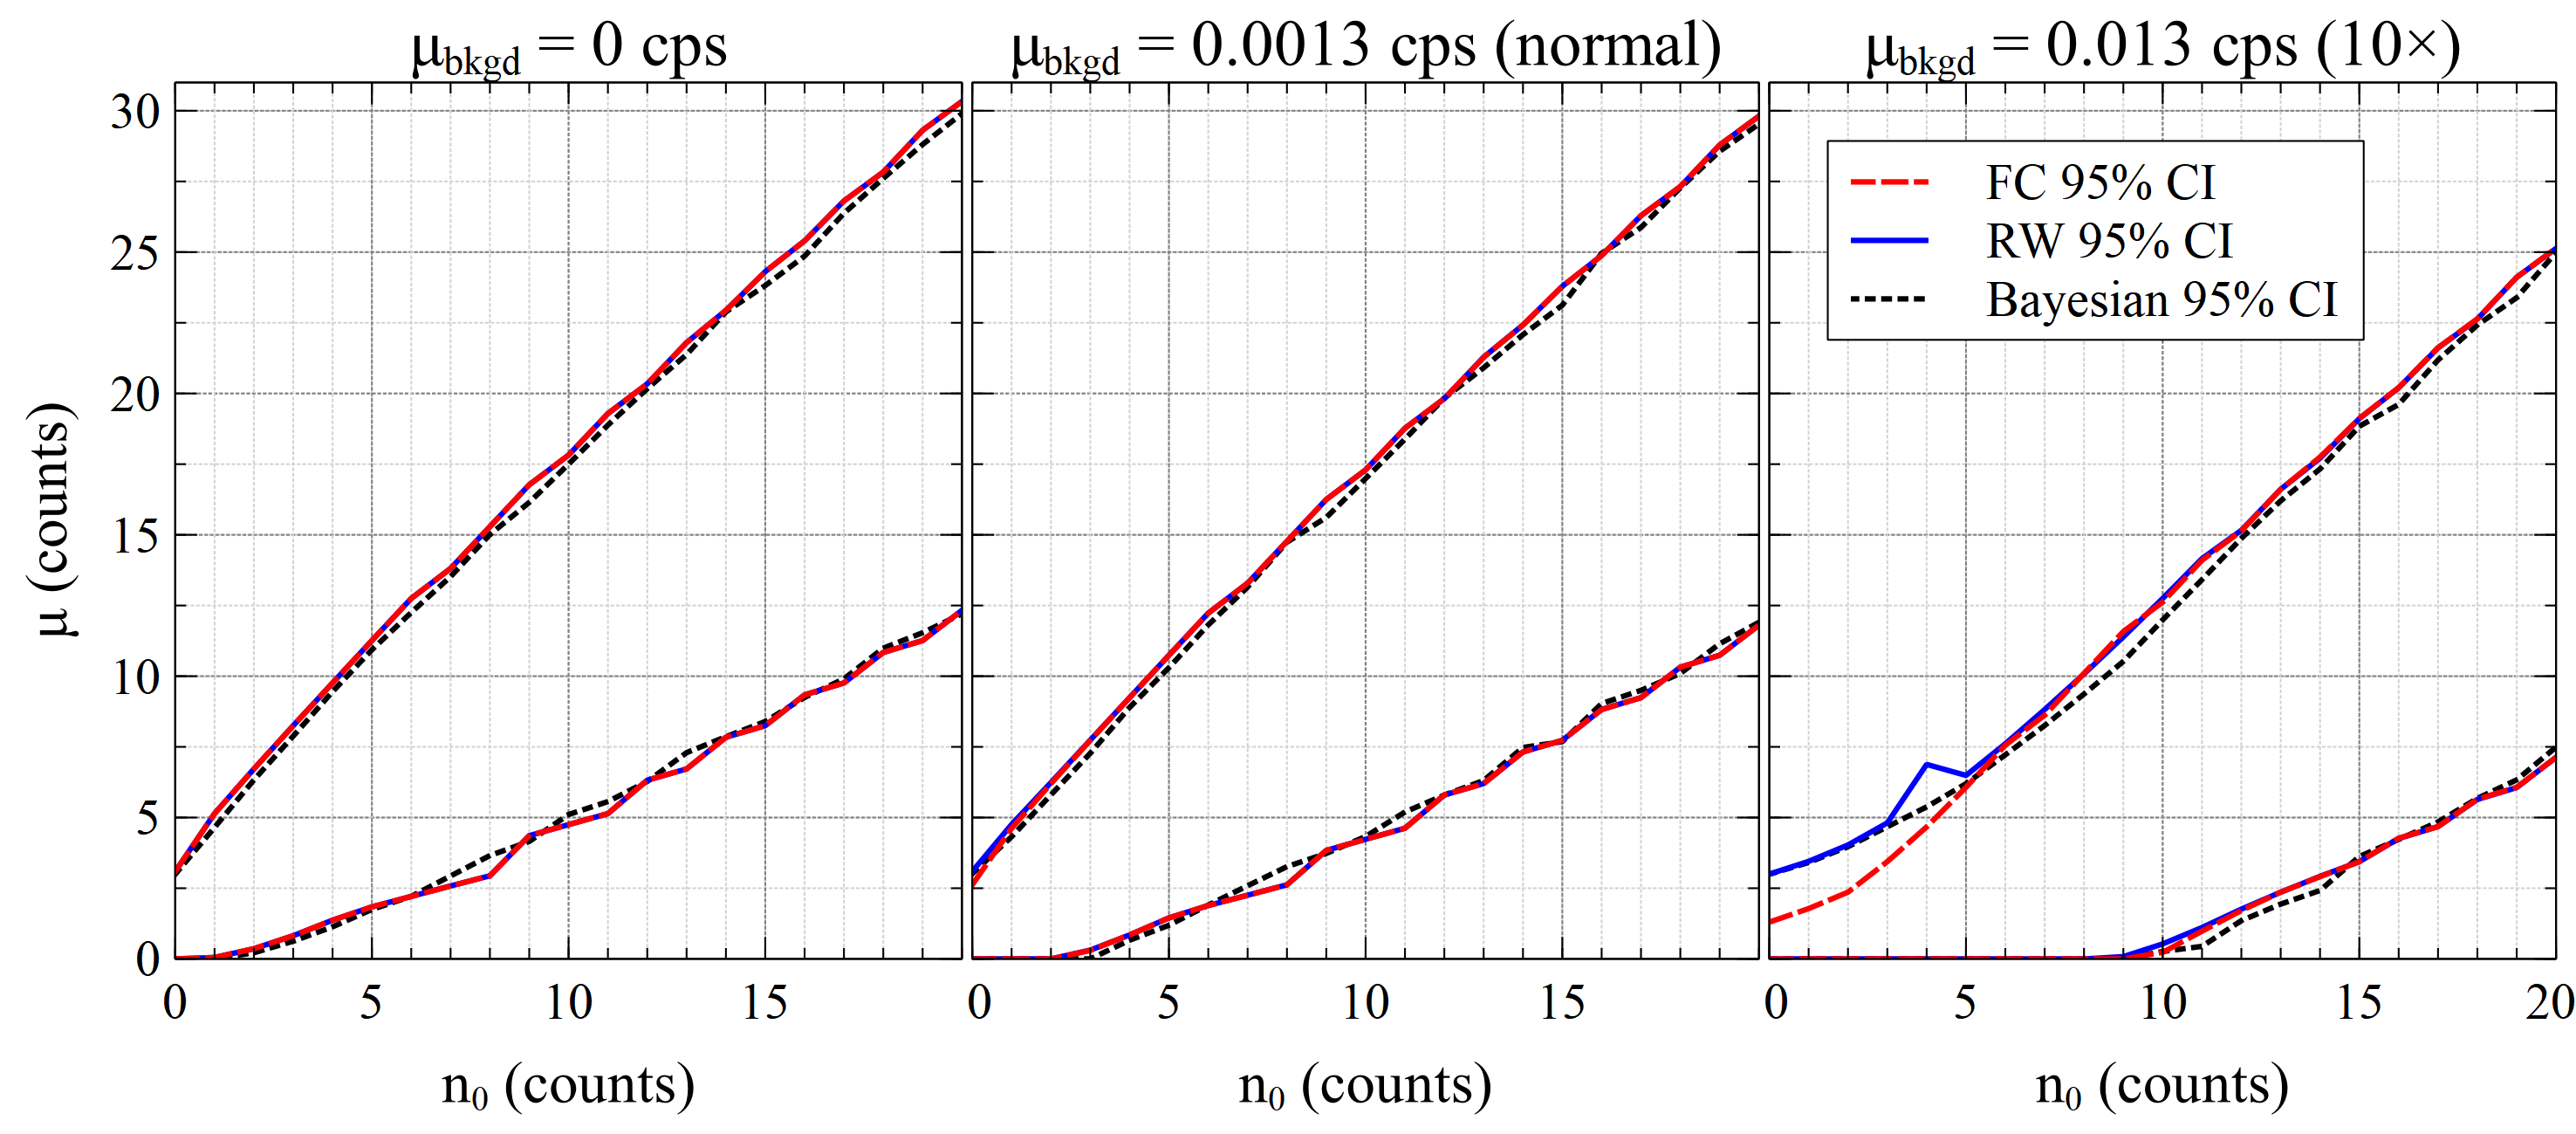 μbkgd = 0 cps
μbkgd = 0.0013 cps (normal)
μbkgd = 0.013 cps (10×)
FC 95% CI
RW 95% CI
Bayesian 95% CI
μ (counts)
30
25
20
15
10
5
0
0 5 10 15
0 5 10 15
0 5 10 15 20
n0 (counts)
n0 (counts)
n0 (counts)